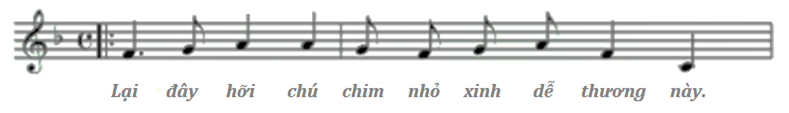 Lại đây hỡi chú chim nhỏ xinh dễ thương này.